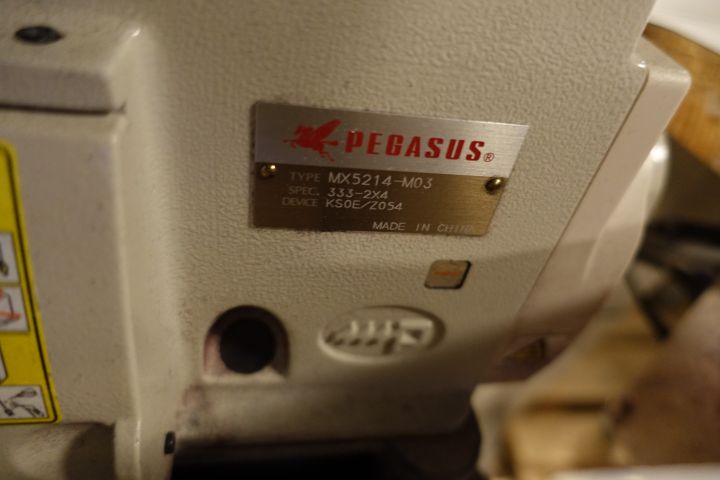 PEGASUS®
TYPE MX5214-M03
SPEC. 333-2X4
DEVICE KS0E/Z054
MADE IN CHINA